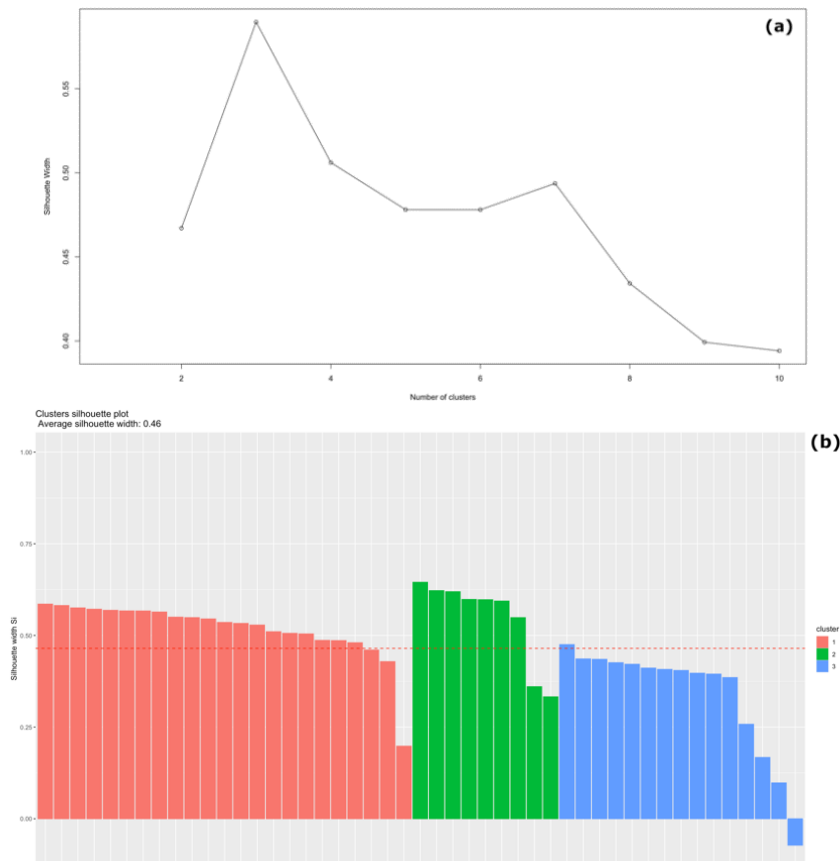 (a)
0.55
0.50
0.45
0.40
Silhouette Width
2
4
6
8
10
Number of clusters
Clusters silhouette plot
Average silhouette width: 0.46
(b)
1.00
0.75
0.50
0.25
0.00
Silhouette width Si
cluster
1
2
3